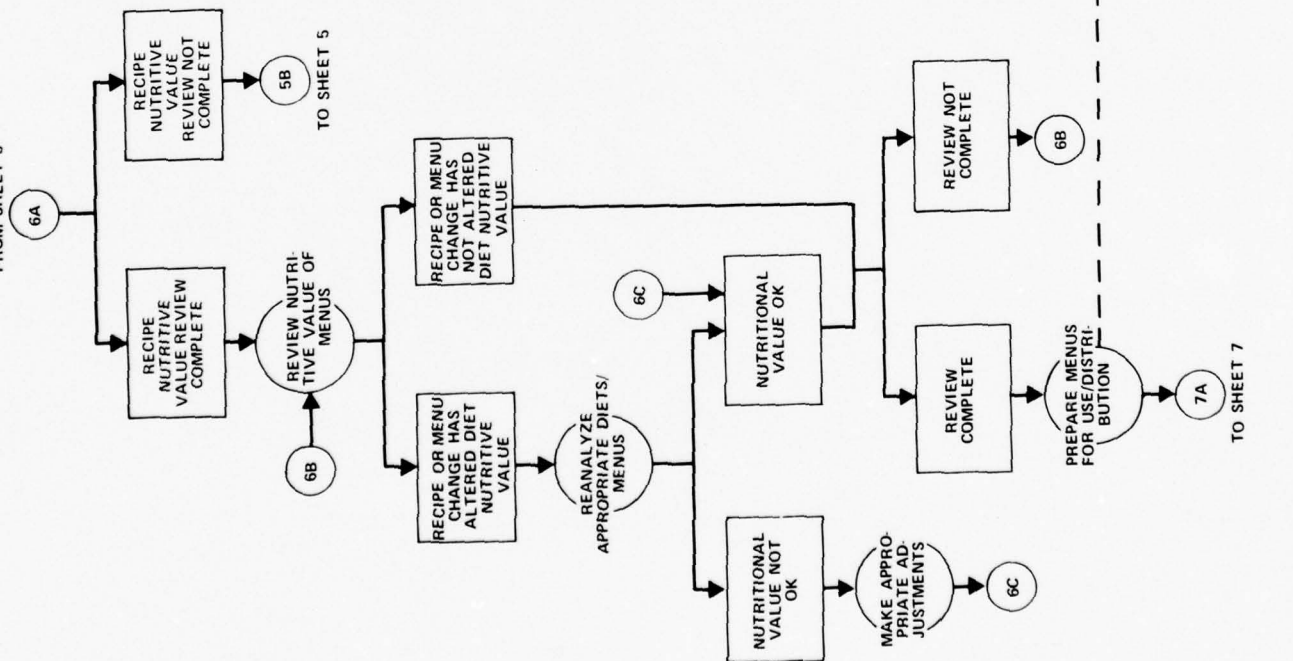 FROM SHEET 5
6A
RECIPE
NUTRITIVE
VALUE REVIEW
COMPLETE
RECIPE
NUTRITIVE
VALUE
REVIEW NOT
COMPLETE
5B
TO SHEET 5
6B
REVIEW NUTRI-
TIVE VALUE OF
MENUS
RECIPE OR MENU
CHANGE HAS
ALTERED DIET
NUTRITIVE
VALUE
RECIPE OR MENU
CHANGE HAS
NOT ALTERED
DIET NUTRITIVE
VALUE
REANALYZE
APPROPRIATE DIETS/
MENUS
6C
NUTRITIONAL
VALUE NOT
OK
NUTRITIONAL
VALUE OK
MAKE APPRO-
PRIATE AD-
JUSTMENTS
6C
REVIEW
COMPLETE
REVIEW NOT
COMPLETE
6B
PREPARE MENUS
FOR USE/DISTRI-
BUTION
7A
TO SHEET 7